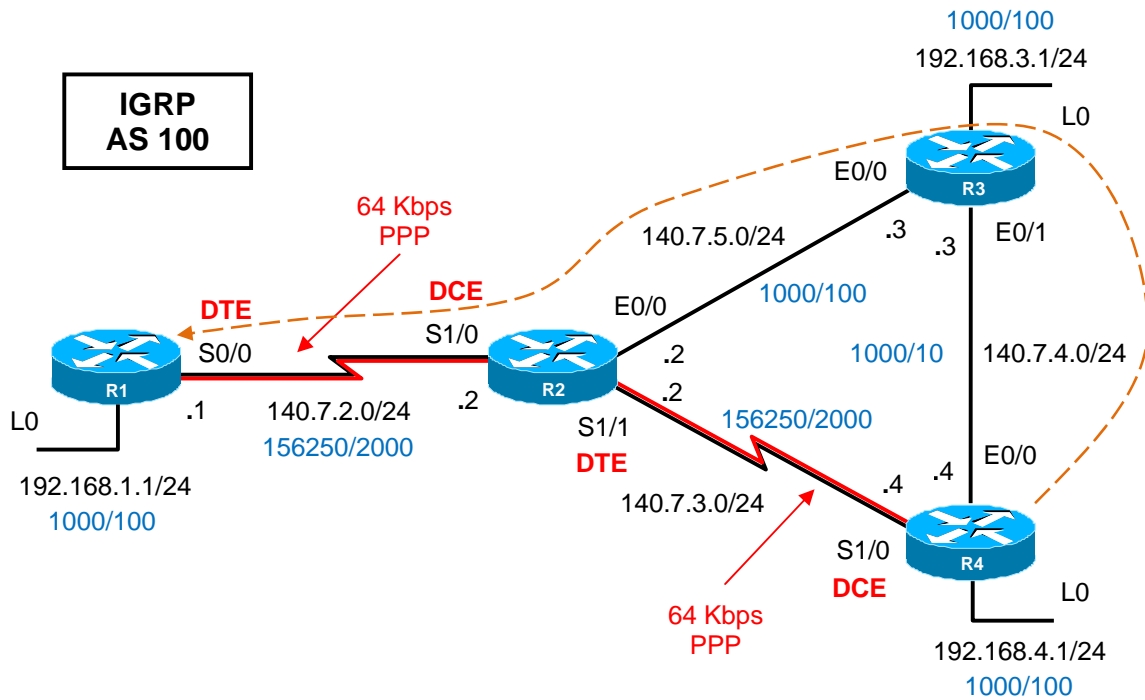 1000/100
192.168.3.1/24
L0
IGRP
AS 100
E0/0
R3
64 Kbps
PPP
140.7.5.0/24
.3
.3
E0/1
DTE
DCE
E0/0
1000/100
S0/0
S1/0
.2
1000/10
140.7.4.0/24
R1
R2
.1
140.7.2.0/24
.2
.2
L0
156250/2000
S1/1
156250/2000
DTE
.4
.4
E0/0
192.168.1.1/24
1000/100
140.7.3.0/24
S1/0
R4
DCE
L0
64 Kbps
PPP
192.168.4.1/24
1000/100